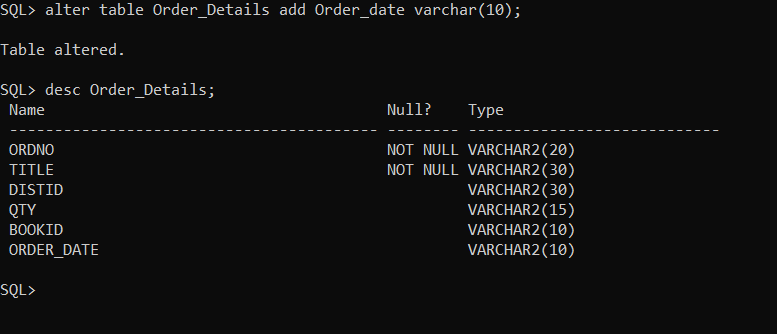 SQL> alter table Order_Details add Order_date varchar(10);
Table altered.
SQL> desc Order_Details;
 Name                                      Null?    Type
 ----------------------------------------- -------- ----------------------------
 ORDNO                                     NOT NULL VARCHAR2(20)
 TITLE                                     NOT NULL VARCHAR2(30)
 DISTID                                             VARCHAR2(30)
 QTY                                                VARCHAR2(15)
 BOOKID                                             VARCHAR2(10)
 ORDER_DATE                                         VARCHAR2(10)
SQL>